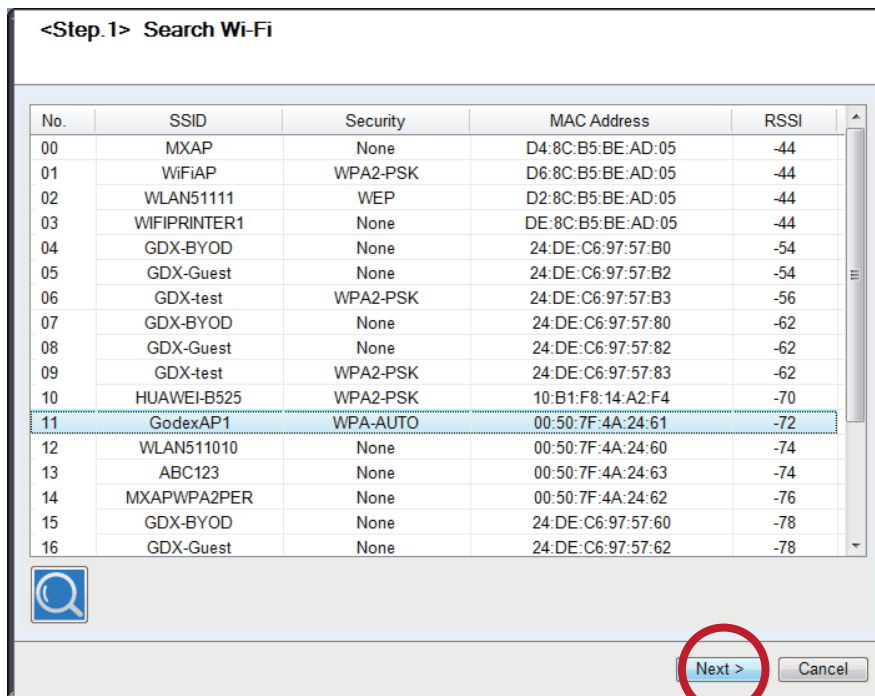 <Step.1> Search Wi-Fi
No. SSID Security MAC Address RSSI
00 MXAP None D4:8C:B5:BE:AD:05 -44
01 WiFiAP WPA2-PSK D6:8C:B5:BE:AD:05 -44
02 WLAN51111 WEP D2:8C:B5:BE:AD:05 -44
03 WIFIPRINTER1 None DE:8C:B5:BE:AD:05 -44
04 GDX-BYOD None 24:DE:C6:97:57:B0 -54
05 GDX-Guest None 24:DE:C6:97:57:B2 -54
06 GDX-test WPA2-PSK 24:DE:C6:97:57:B3 -56
07 GDX-BYOD None 24:DE:C6:97:57:80 -62
08 GDX-Guest None 24:DE:C6:97:57:82 -62
09 GDX-test WPA2-PSK 24:DE:C6:97:57:83 -62
10 HUAWEI-B525 WPA2-PSK 10:B1:F8:14:A2:F4 -70
11 GodexAP1 WPA-AUTO 00:50:7F:4A:24:61 -72
12 WLAN511010 None 00:50:7F:4A:24:60 -74
13 ABC123 None 00:50:7F:4A:24:63 -74
14 MXAPWPA2PER None 00:50:7F:4A:24:62 -76
15 GDX-BYOD None 24:DE:C6:97:57:60 -78
16 GDX-Guest None 24:DE:C6:97:57:62 -78
Next > Cancel